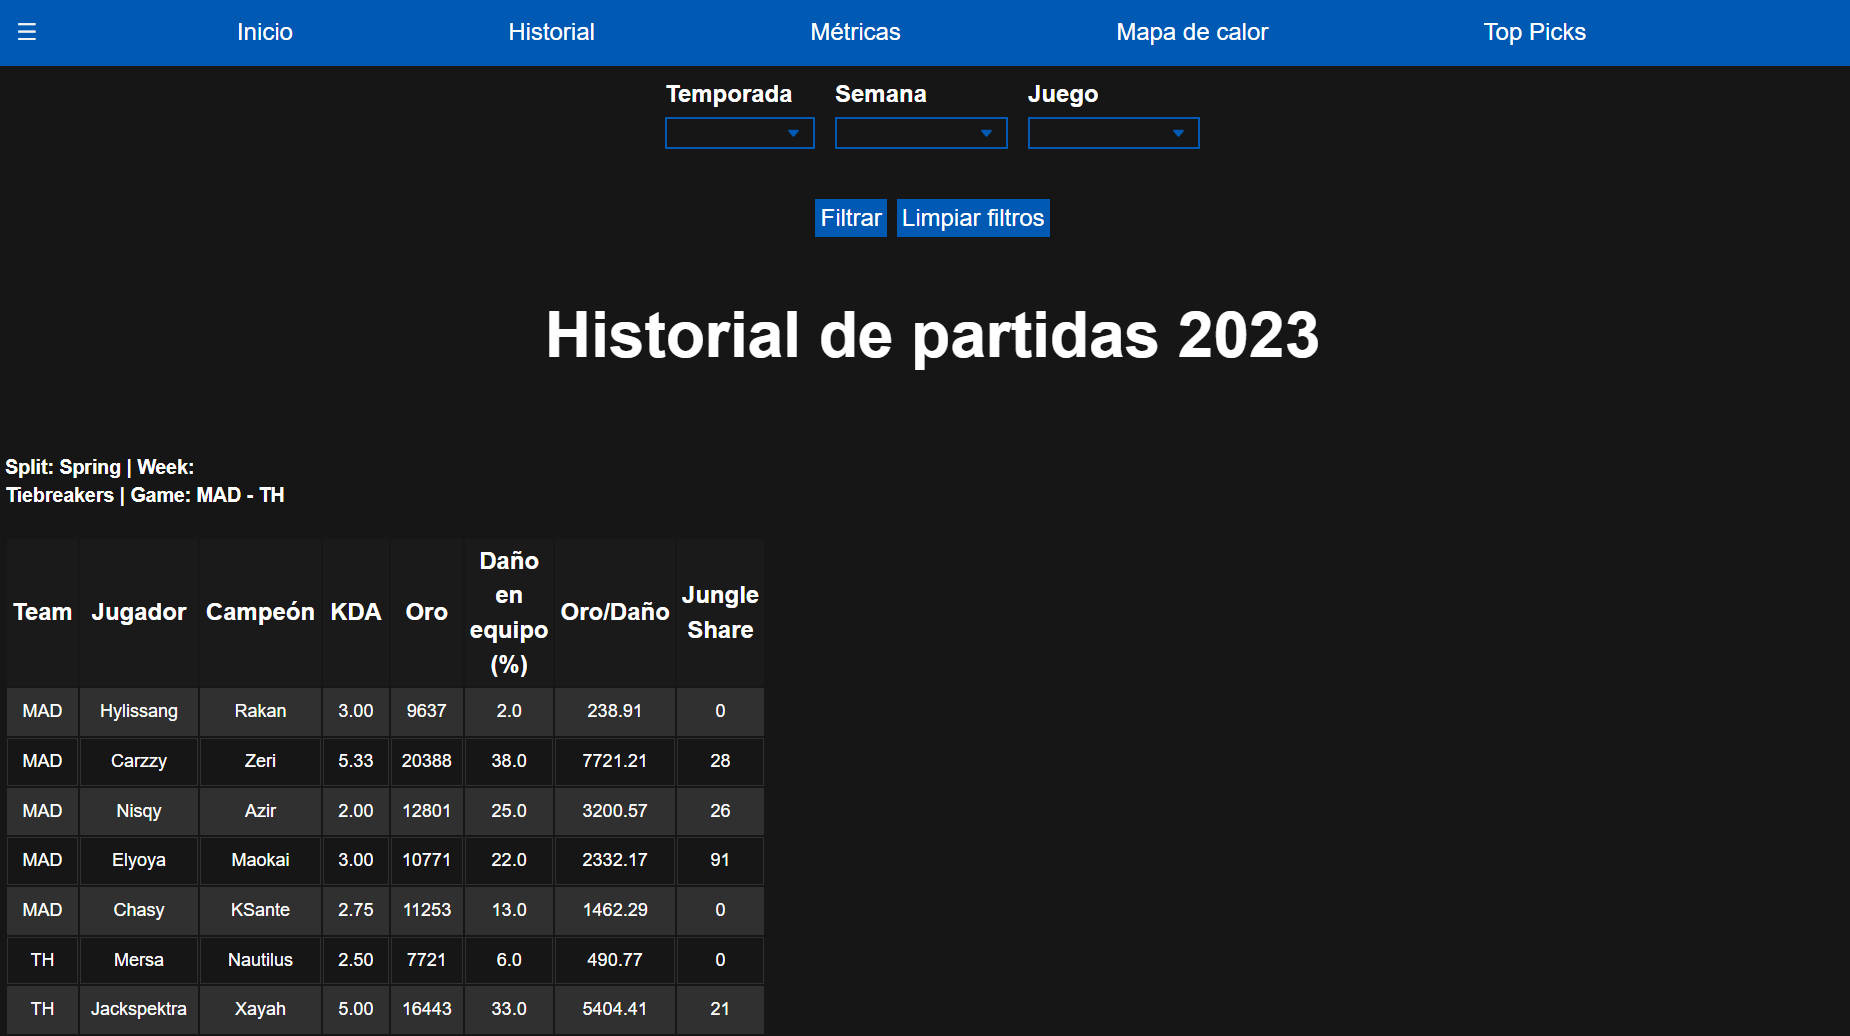 ☰ Inicio Historial Métricas Mapa de calor Top Picks
Temporada Semana Juego
Filtrar Limpiar filtros
Historial de partidas 2023
Split: Spring | Week:
Tiebreakers | Game: MAD - TH
Team Jugador Campeón KDA Oro Daño en equipo (%) Oro/Daño Jungle Share
MAD Hylissang Rakan 3.00 9637 2.0 238.91 0
MAD Carzzy Zeri 5.33 20388 38.0 7721.21 28
MAD Nisqy Azir 2.00 12801 25.0 3200.57 26
MAD Elyoya Maokai 3.00 10771 22.0 2332.17 91
MAD Chasy KSante 2.75 11253 13.0 1462.29 0
TH Mersa Nautilus 2.50 7721 6.0 490.77 0
TH Jackspektra Xayah 5.00 16443 33.0 5404.41 21